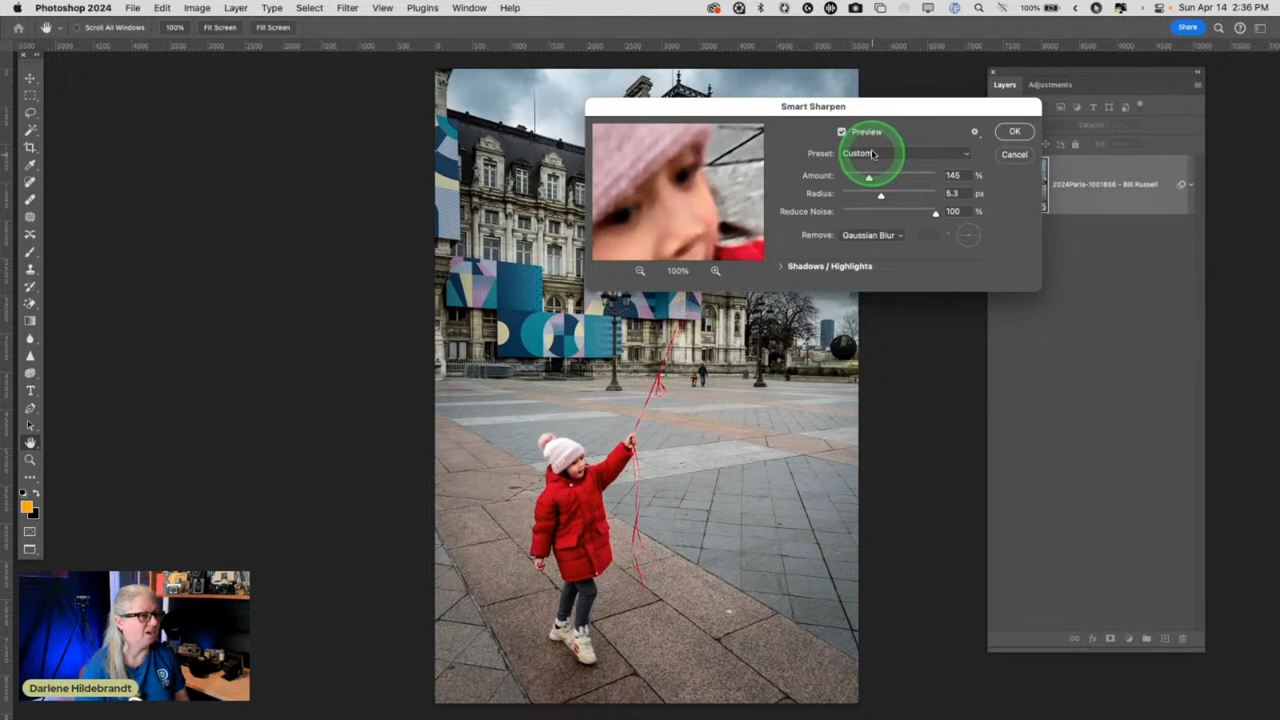 Photoshop 2024 File Edit Image Layer Type Select Filter View Plugins Window Help 100% Sun Apr 14 2:36 PM
Scroll All Windows 100% Fit Screen Fill Screen Share
Smart Sharpen
Preview
OK
Preset: Custom
Cancel
Amount: 145 %
Radius: 5.3 px
Reduce Noise: 100 %
Remove: Gaussian Blur
100%
Shadows / Highlights
Layers Adjustments
2024Paris-1001856 - Bill Russell
Darlene Hildebrandt